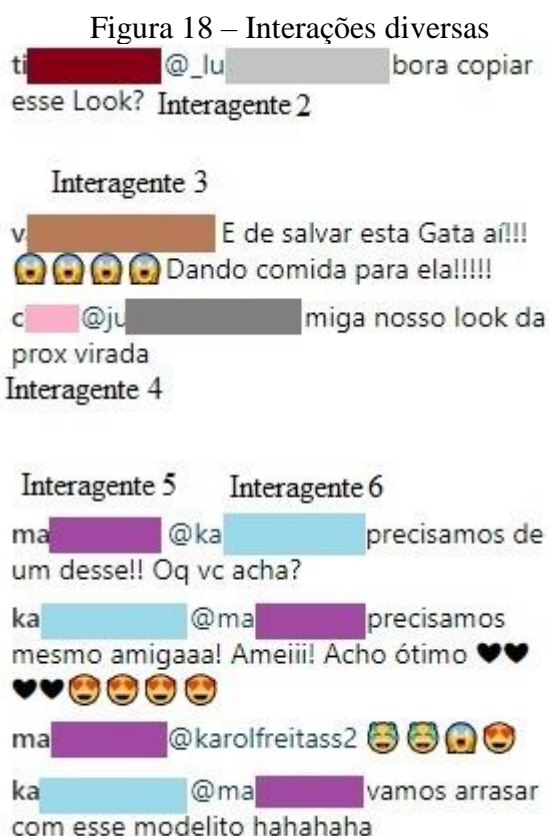 Figura 18 – Interações diversas
ti @_lu bora copiar
esse Look? Interagente 2
Interagente 3
v E de salvar esta Gata aí!!!
😱😱😱😱 Dando comida para ela!!!!!
c @ju miga nosso look da
prox virada
Interagente 4
Interagente 5 Interagente 6
ma @ka precisamos de
um desse!! Oq vc acha?
ka @ma precisamos
mesmo amigaaa! Ameiii! Acho ótimo 🖤🖤
🖤🖤😍😍😍😍
ma @karolfreitass2 😹😹😱😍
ka @ma vamos arrasar
com esse modelito hahahaha